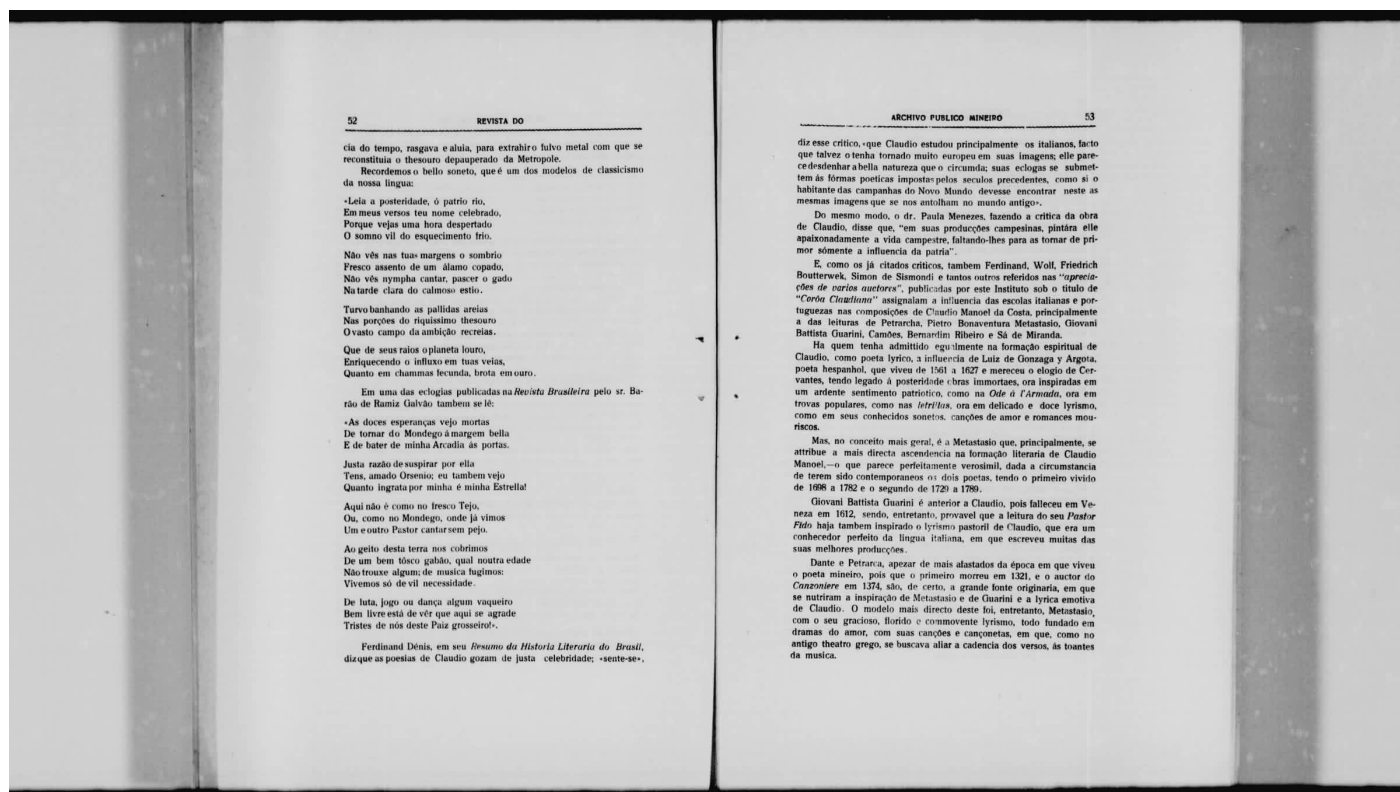 52 REVISTA DO
cia do tempo, rasgava e aluia, para extrahir o fulvo metal com que se
reconstituia o thesouro depauperado da Metropole.
Recordemos o bello soneto, que é um dos modelos de classicismo
da nossa lingua:
«Leia a posteridade, ó patrio rio,
Em meus versos teu nome celebrado,
Porque vejas uma hora despertado
O somno vil do esquecimento frio.
Não vês nas tuas margens o sombrio
Fresco assento de um álamo copado,
Não vês nympha cantar, pascer o gado
Na tarde clara do calmoso estio.
Turvo banhando as pallidas areias
Nas porções do riquissimo thesouro
O vasto campo da ambição recreias.
Que de seus raios o planeta louro,
Enriquecendo o influxo em tuas veias,
Quanto em chammas fecunda, brota em ouro.
Em uma das eclogias publicadas na Revista Brasileira pelo sr. Ba-
rão de Ramiz Galvão tambem se lê:
«As doces esperanças vejo mortas
De tornar do Mondego à margem bella
E de bater de minha Arcadia ás portas.
Justa razão de suspirar por ella
Tens, amado Orsenio; eu tambem vejo
Quanto ingrata por minha é minha Estrella!
Aqui não é como no fresco Tejo,
Ou, como no Mondego, onde já vimos
Um e outro Pastor cantar sem pejo.
Ao geito desta terra nos cobrimos
De um bem tôsco gabão, qual noutra edade
Não trouxe algum; de musica fugimos:
Vivemos só de vil necessidade.
De luta, jogo ou dança algum vaqueiro
Bem livre está de vêr que aqui se agrade
Tristes de nós deste Paiz grosseiro!».
Ferdinand Dénis, em seu Resumo da Historia Literaria do Brasil,
diz que as poesias de Claudio gozam de justa celebridade; «sente-se»,
ARCHIVO PUBLICO MINEIRO 53
diz esse critico, «que Claudio estudou principalmente os italianos, facto
que talvez o tenha tornado muito europeu em suas imagens; elle pare-
ce desdenhar a bella natureza que o circumda; suas eclogas se submet-
tem ás fórmas poeticas impostas pelos seculos precedentes, como si o
habitante das campanhas do Novo Mundo devesse encontrar neste as
mesmas imagens que se nos antolham no mundo antigo».
Do mesmo modo, o dr. Paula Menezes, fazendo a critica da obra
de Claudio, disse que, "em suas producções campesinas, pintára elle
apaixonadamente a vida campestre, faltando-lhes para as tornar de pri-
mor sómente a influencia da patria".
E, como os já citados criticos, tambem Ferdinand, Wolf, Friedrich
Boutterwek, Simon de Sismondi e tantos outros referidos nas "aprecia-
ções de varios auctores", publicadas por este Instituto sob o titulo de
"Corôa Claudiana" assignalam a influencia das escolas italianas e por-
tuguezas nas composições de Claudio Manoel da Costa, principalmente
a das leituras de Petrarcha, Pietro Bonaventura Metastasio, Giovani
Battista Guarini, Camões, Bernardim Ribeiro e Sá de Miranda.
Ha quem tenha admittido egualmente na formação espiritual de
Claudio, como poeta lyrico, a influencia de Luiz de Gonzaga y Argota,
poeta hespanhol, que viveu de 1561 a 1627 e mereceu o elogio de Cer-
vantes, tendo legado á posteridade obras immortaes, ora inspiradas em
um ardente sentimento patriotico, como na Ode á l'Armada, ora em
trovas populares, como nas letrillas, ora em delicado e doce lyrismo,
como em seus conhecidos sonetos, canções de amor e romances mou-
riscos.
Mas, no conceito mais geral, é a Metastasio que, principalmente, se
attribue a mais directa ascendencia na formação literaria de Claudio
Manoel,—o que parece perfeitamente verosimil, dada a circumstancia
de terem sido contemporaneos os dois poetas, tendo o primeiro vivido
de 1698 a 1782 e o segundo de 1729 a 1789.
Giovani Battista Guarini é anterior a Claudio, pois falleceu em Ve-
neza em 1612, sendo, entretanto, provavel que a leitura do seu Pastor
Fido haja tambem inspirado o lyrismo pastoril de Claudio, que era um
conhecedor perfeito da lingua italiana, em que escreveu muitas das
suas melhores producções.
Dante e Petrarca, apezar de mais afastados da época em que viveu
o poeta mineiro, pois que o primeiro morreu em 1321, e o auctor do
Canzoniere em 1374, são, de certo, a grande fonte originaria, em que
se nutriram a inspiração de Metastasio e de Guarini e a lyrica emotiva
de Claudio. O modelo mais directo deste foi, entretanto, Metastasio,
com o seu gracioso, florido e commovente lyrismo, todo fundado em
dramas do amor, com suas canções e cançonetas, em que, como no
antigo theatro grego, se buscava aliar a cadencia dos versos, ás toantes
da musica.